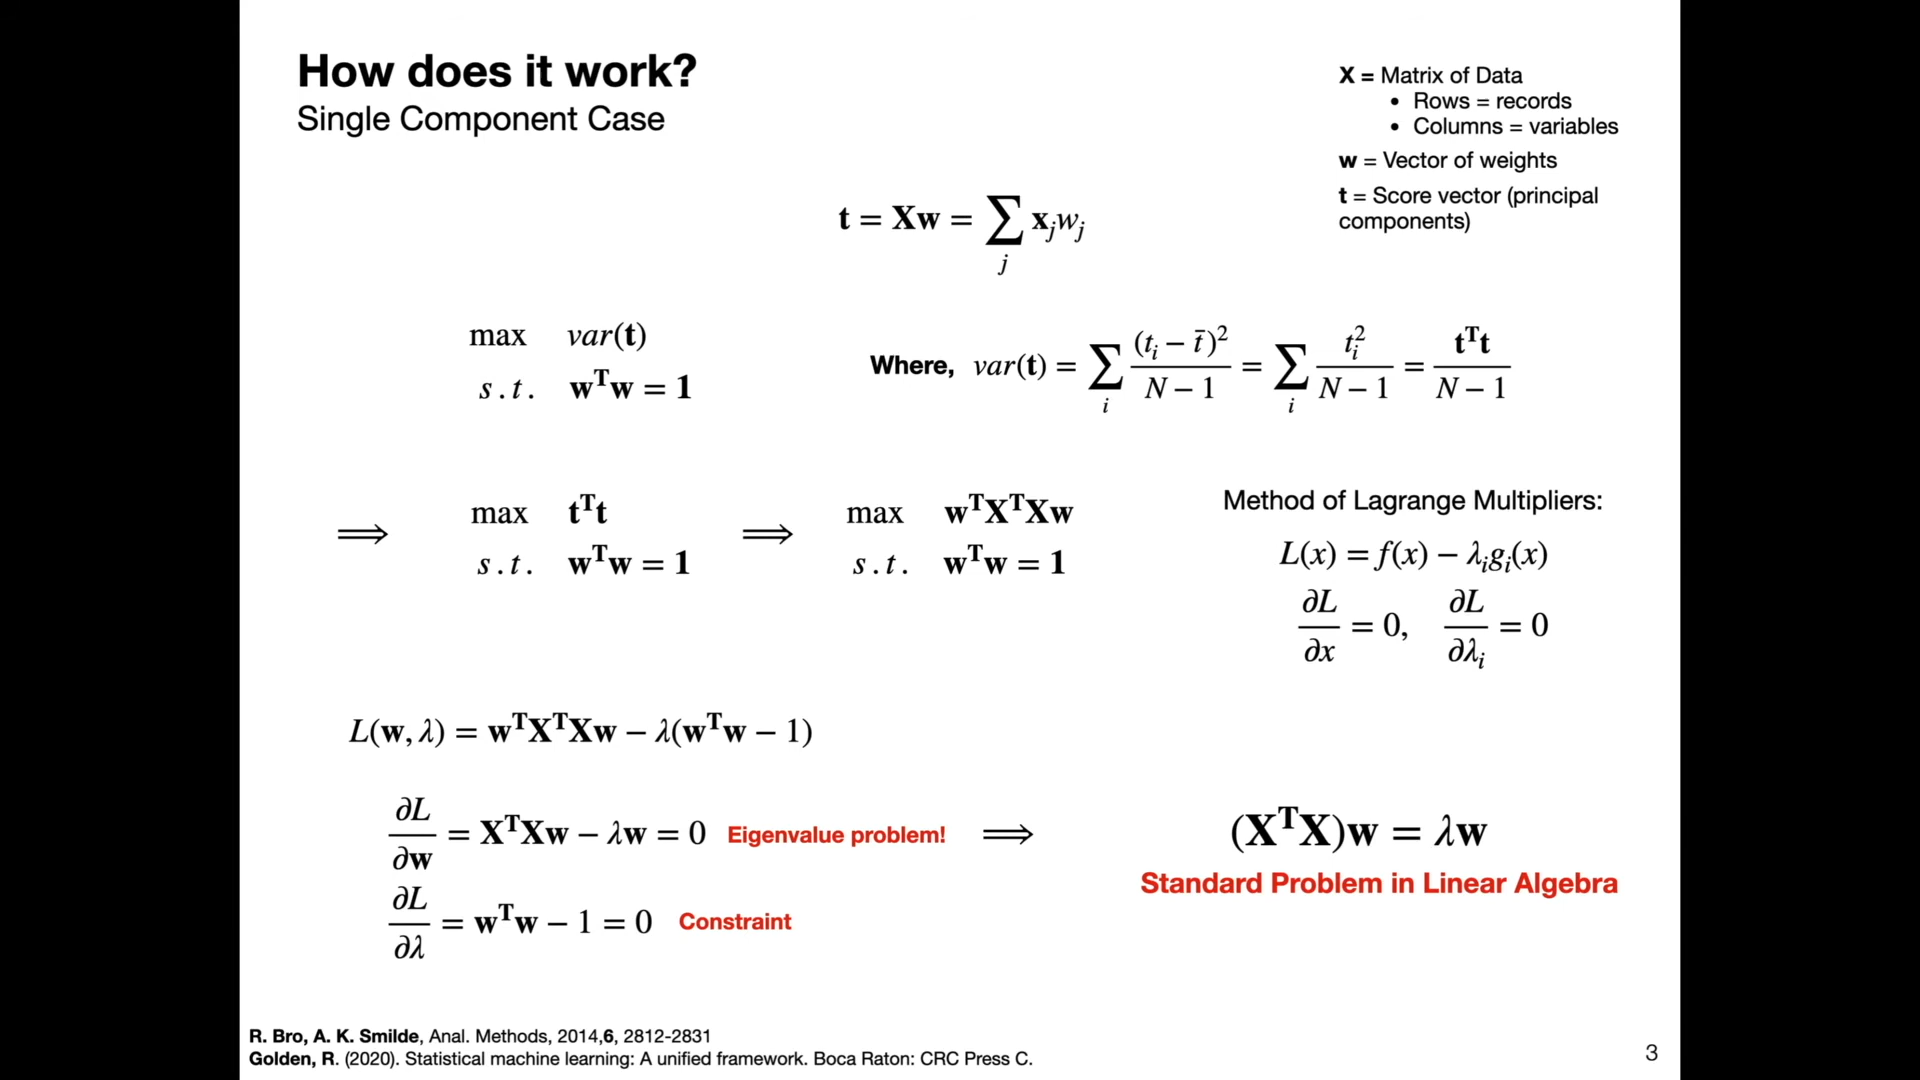 How does it work?
Single Component Case
X = Matrix of Data
• Rows = records
• Columns = variables
w = Vector of weights
t = Score vector (principal
components)
t = Xw = ∑_j x_j w_j
max var(t)
s.t. wᵀw = 1
Where, var(t) = ∑_i (t_i − t̄)² / (N − 1) = ∑_i t_i² / (N − 1) = tᵀt / (N − 1)
⟹ max tᵀt
s.t. wᵀw = 1
⟹ max wᵀXᵀXw
s.t. wᵀw = 1
Method of Lagrange Multipliers:
L(x) = f(x) − λ_i g_i(x)
∂L/∂x = 0, ∂L/∂λ_i = 0
L(w, λ) = wᵀXᵀXw − λ(wᵀw − 1)
∂L/∂w = XᵀXw − λw = 0 Eigenvalue problem! ⟹ (XᵀX)w = λw
Standard Problem in Linear Algebra
∂L/∂λ = wᵀw − 1 = 0 Constraint
R. Bro, A. K. Smilde, Anal. Methods, 2014,6, 2812-2831
Golden, R. (2020). Statistical machine learning: A unified framework. Boca Raton: CRC Press C.
3